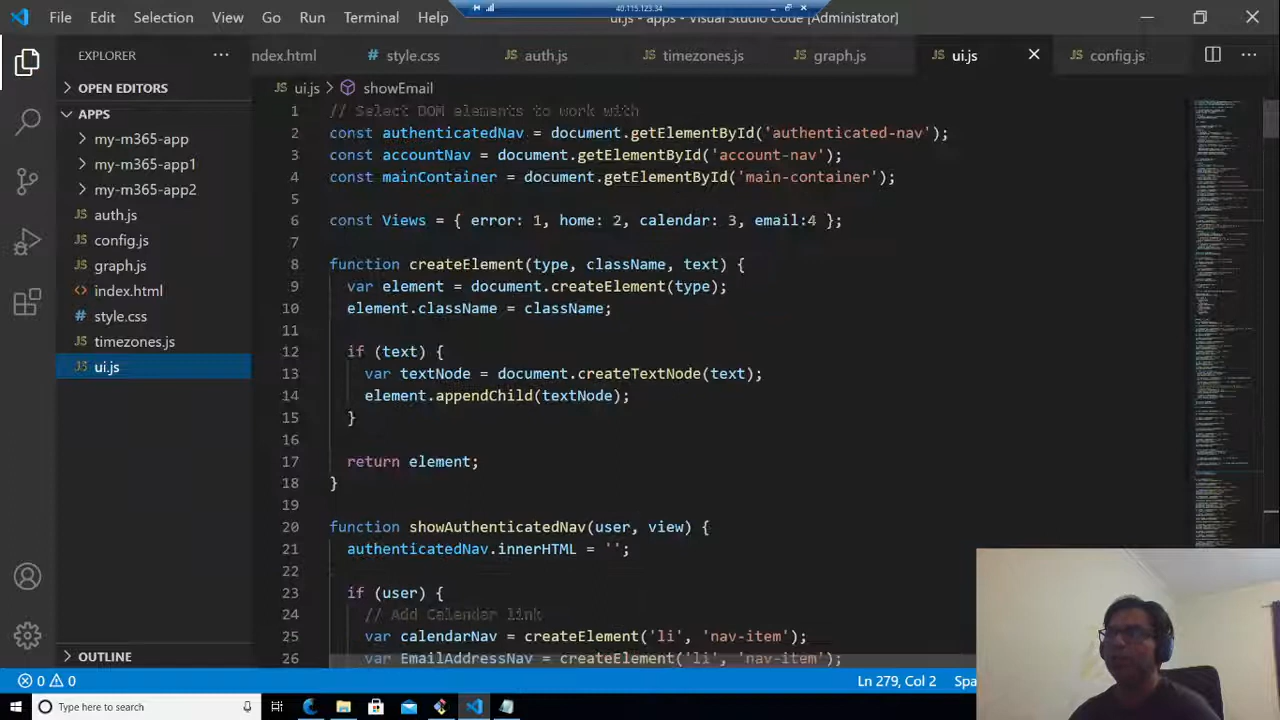 40.115.123.34
File Edit Selection View Go Run Terminal Help
ui.js - apps - Visual Studio Code [Administrator]
EXPLORER
ndex.html
style.css
auth.js
timezones.js
graph.js
ui.js
config.js
OPEN EDITORS
APPS
my-m365-app
my-m365-app1
my-m365-app2
auth.js
config.js
graph.js
index.html
style.css
timezones.js
ui.js
OUTLINE
ui.js > showEmail
1 // Select DOM elements to work with
2 const authenticatedNav = document.getElementById('authenticated-nav');
3 const accountNav = document.getElementById('account-nav');
4 const mainContainer = document.getElementById('main-container');
5
6 const Views = { error: 1, home: 2, calendar: 3, email:4 };
7
8 function createElement(type, className, text) {
9 var element = document.createElement(type);
10 element.className = className;
11
12 (text) {
13 var textNode = document.createTextNode(text);
14 element.appendChild(textNode);
15
16
17 return element;
18 }
20 function showAuthenticatedNav(user, view) {
21 authenticatedNav.innerHTML = '';
22
23 if (user) {
24 // Add Calendar link
25 var calendarNav = createElement('li', 'nav-item');
26 var EmailAddressNav = createElement('li', 'nav-item');
0 0
Ln 279, Col 2 Spa
Type here to search